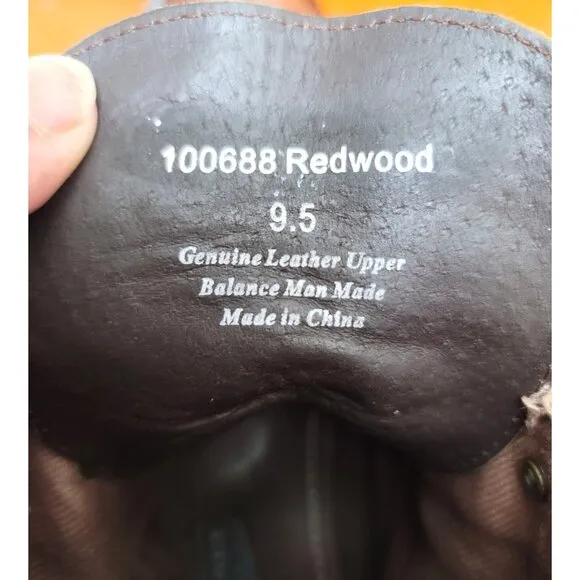 100688 Redwood
9.5
Genuine Leather Upper
Balance Man Made
Made in China